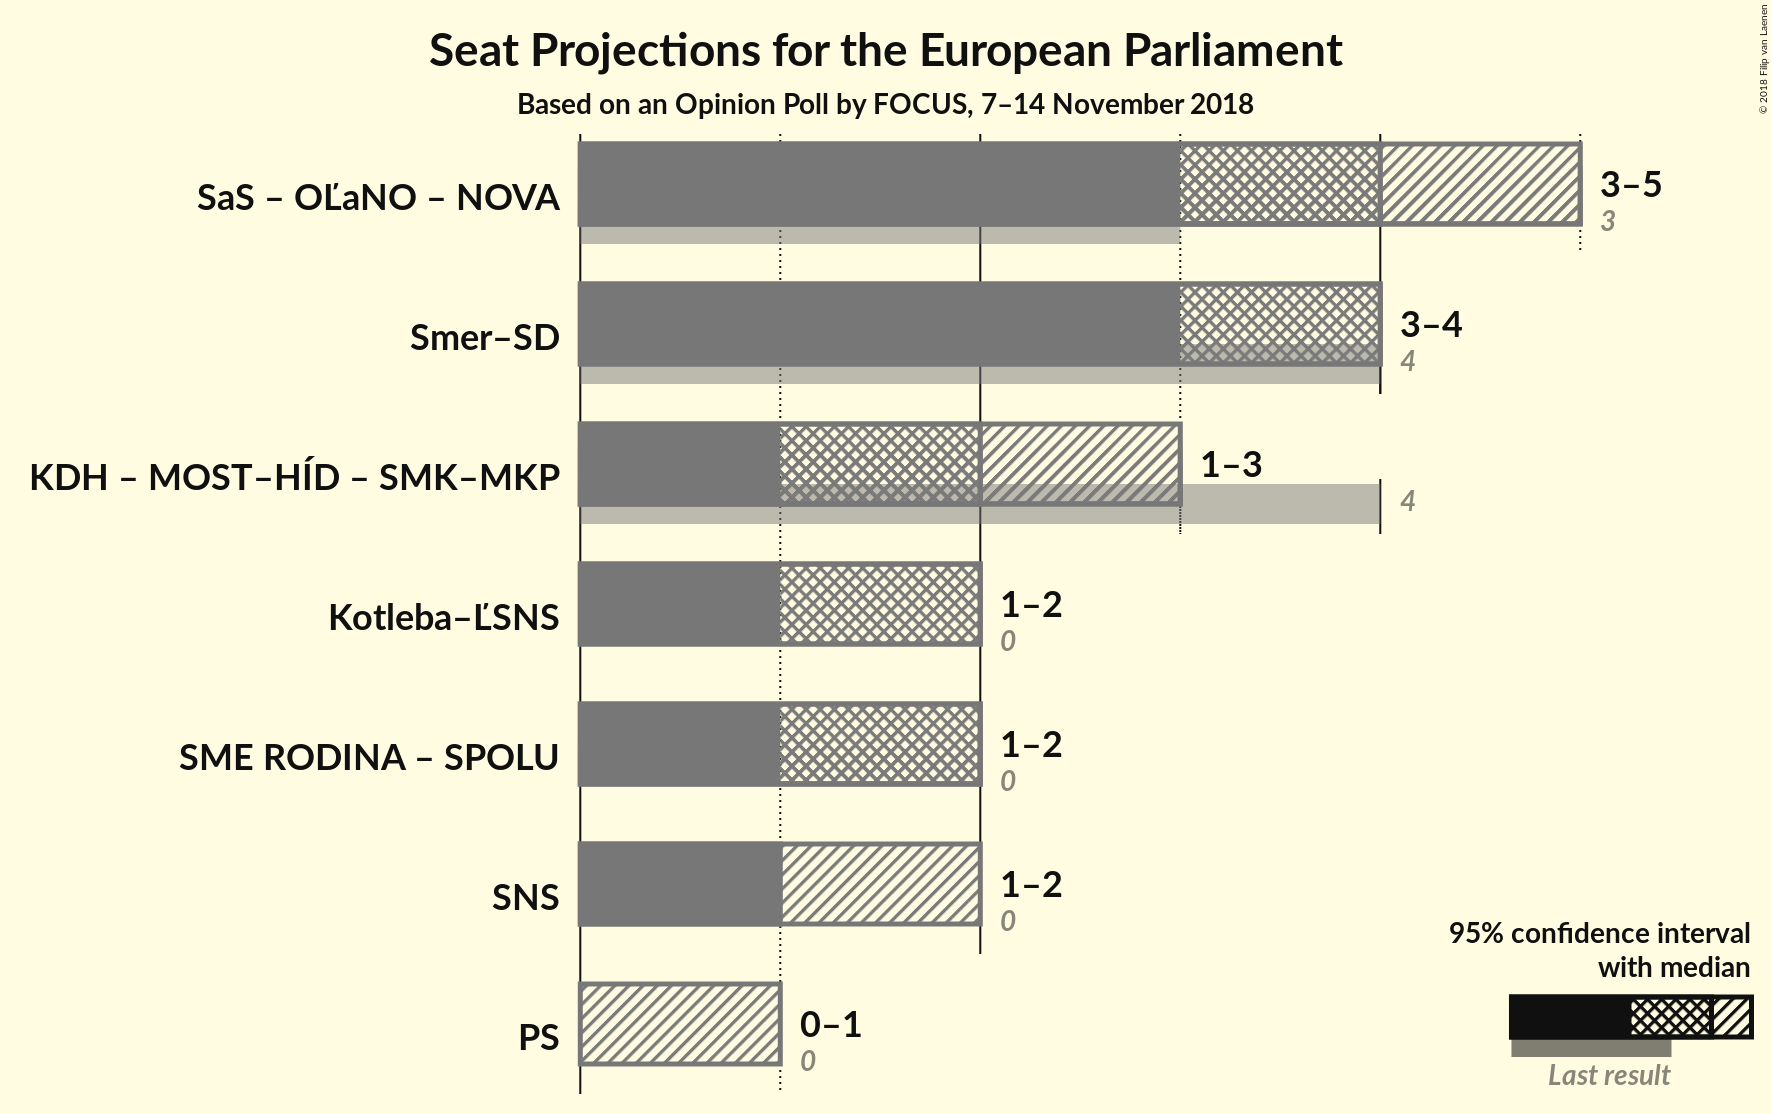 Seat Projections for the European Parliament
Based on an Opinion Poll by FOCUS, 7–14 November 2018
© 2018 Filip van Laenen
SaS – OĽaNO – NOVA
3–5
3
Smer–SD
3–4
4
KDH – MOST–HÍD – SMK–MKP
1–3
4
Kotleba–ĽSNS
1–2
0
SME RODINA – SPOLU
1–2
0
SNS
1–2
0
PS
0–1
0
95% confidence interval
with median
Last result